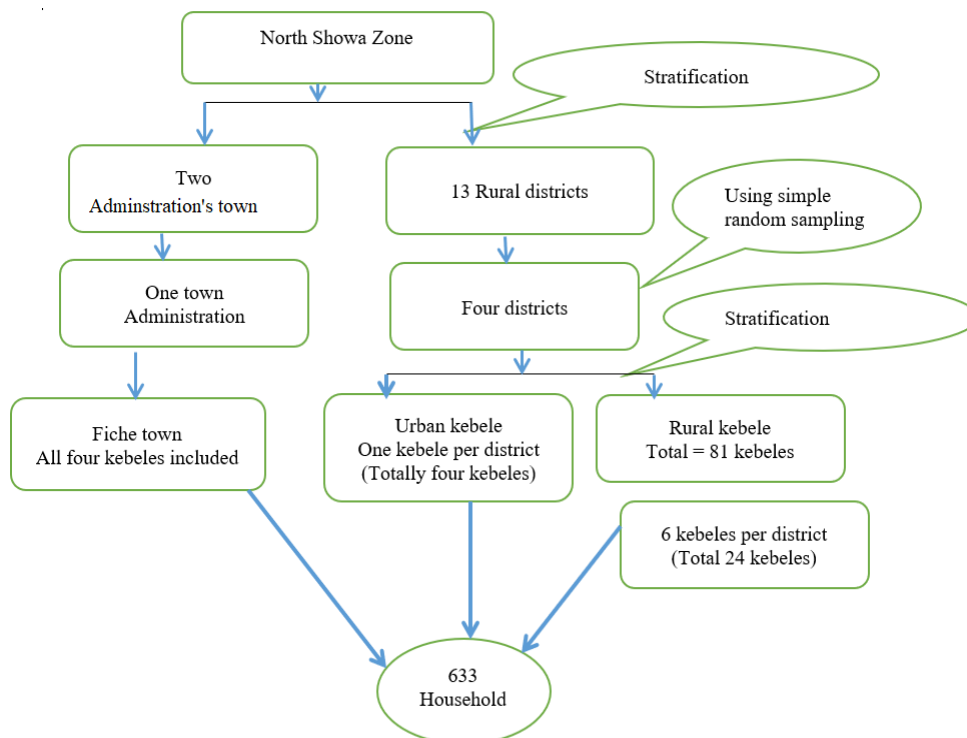 North Showa Zone
Stratification
Two
Adminstration's town
13 Rural districts
Using simple
random sampling
One town
Administration
Four districts
Stratification
Fiche town
All four kebeles included
Urban kebele
One kebele per district
(Totally four kebeles)
Rural kebele
Total = 81 kebeles
6 kebeles per district
(Total 24 kebeles)
633
Household